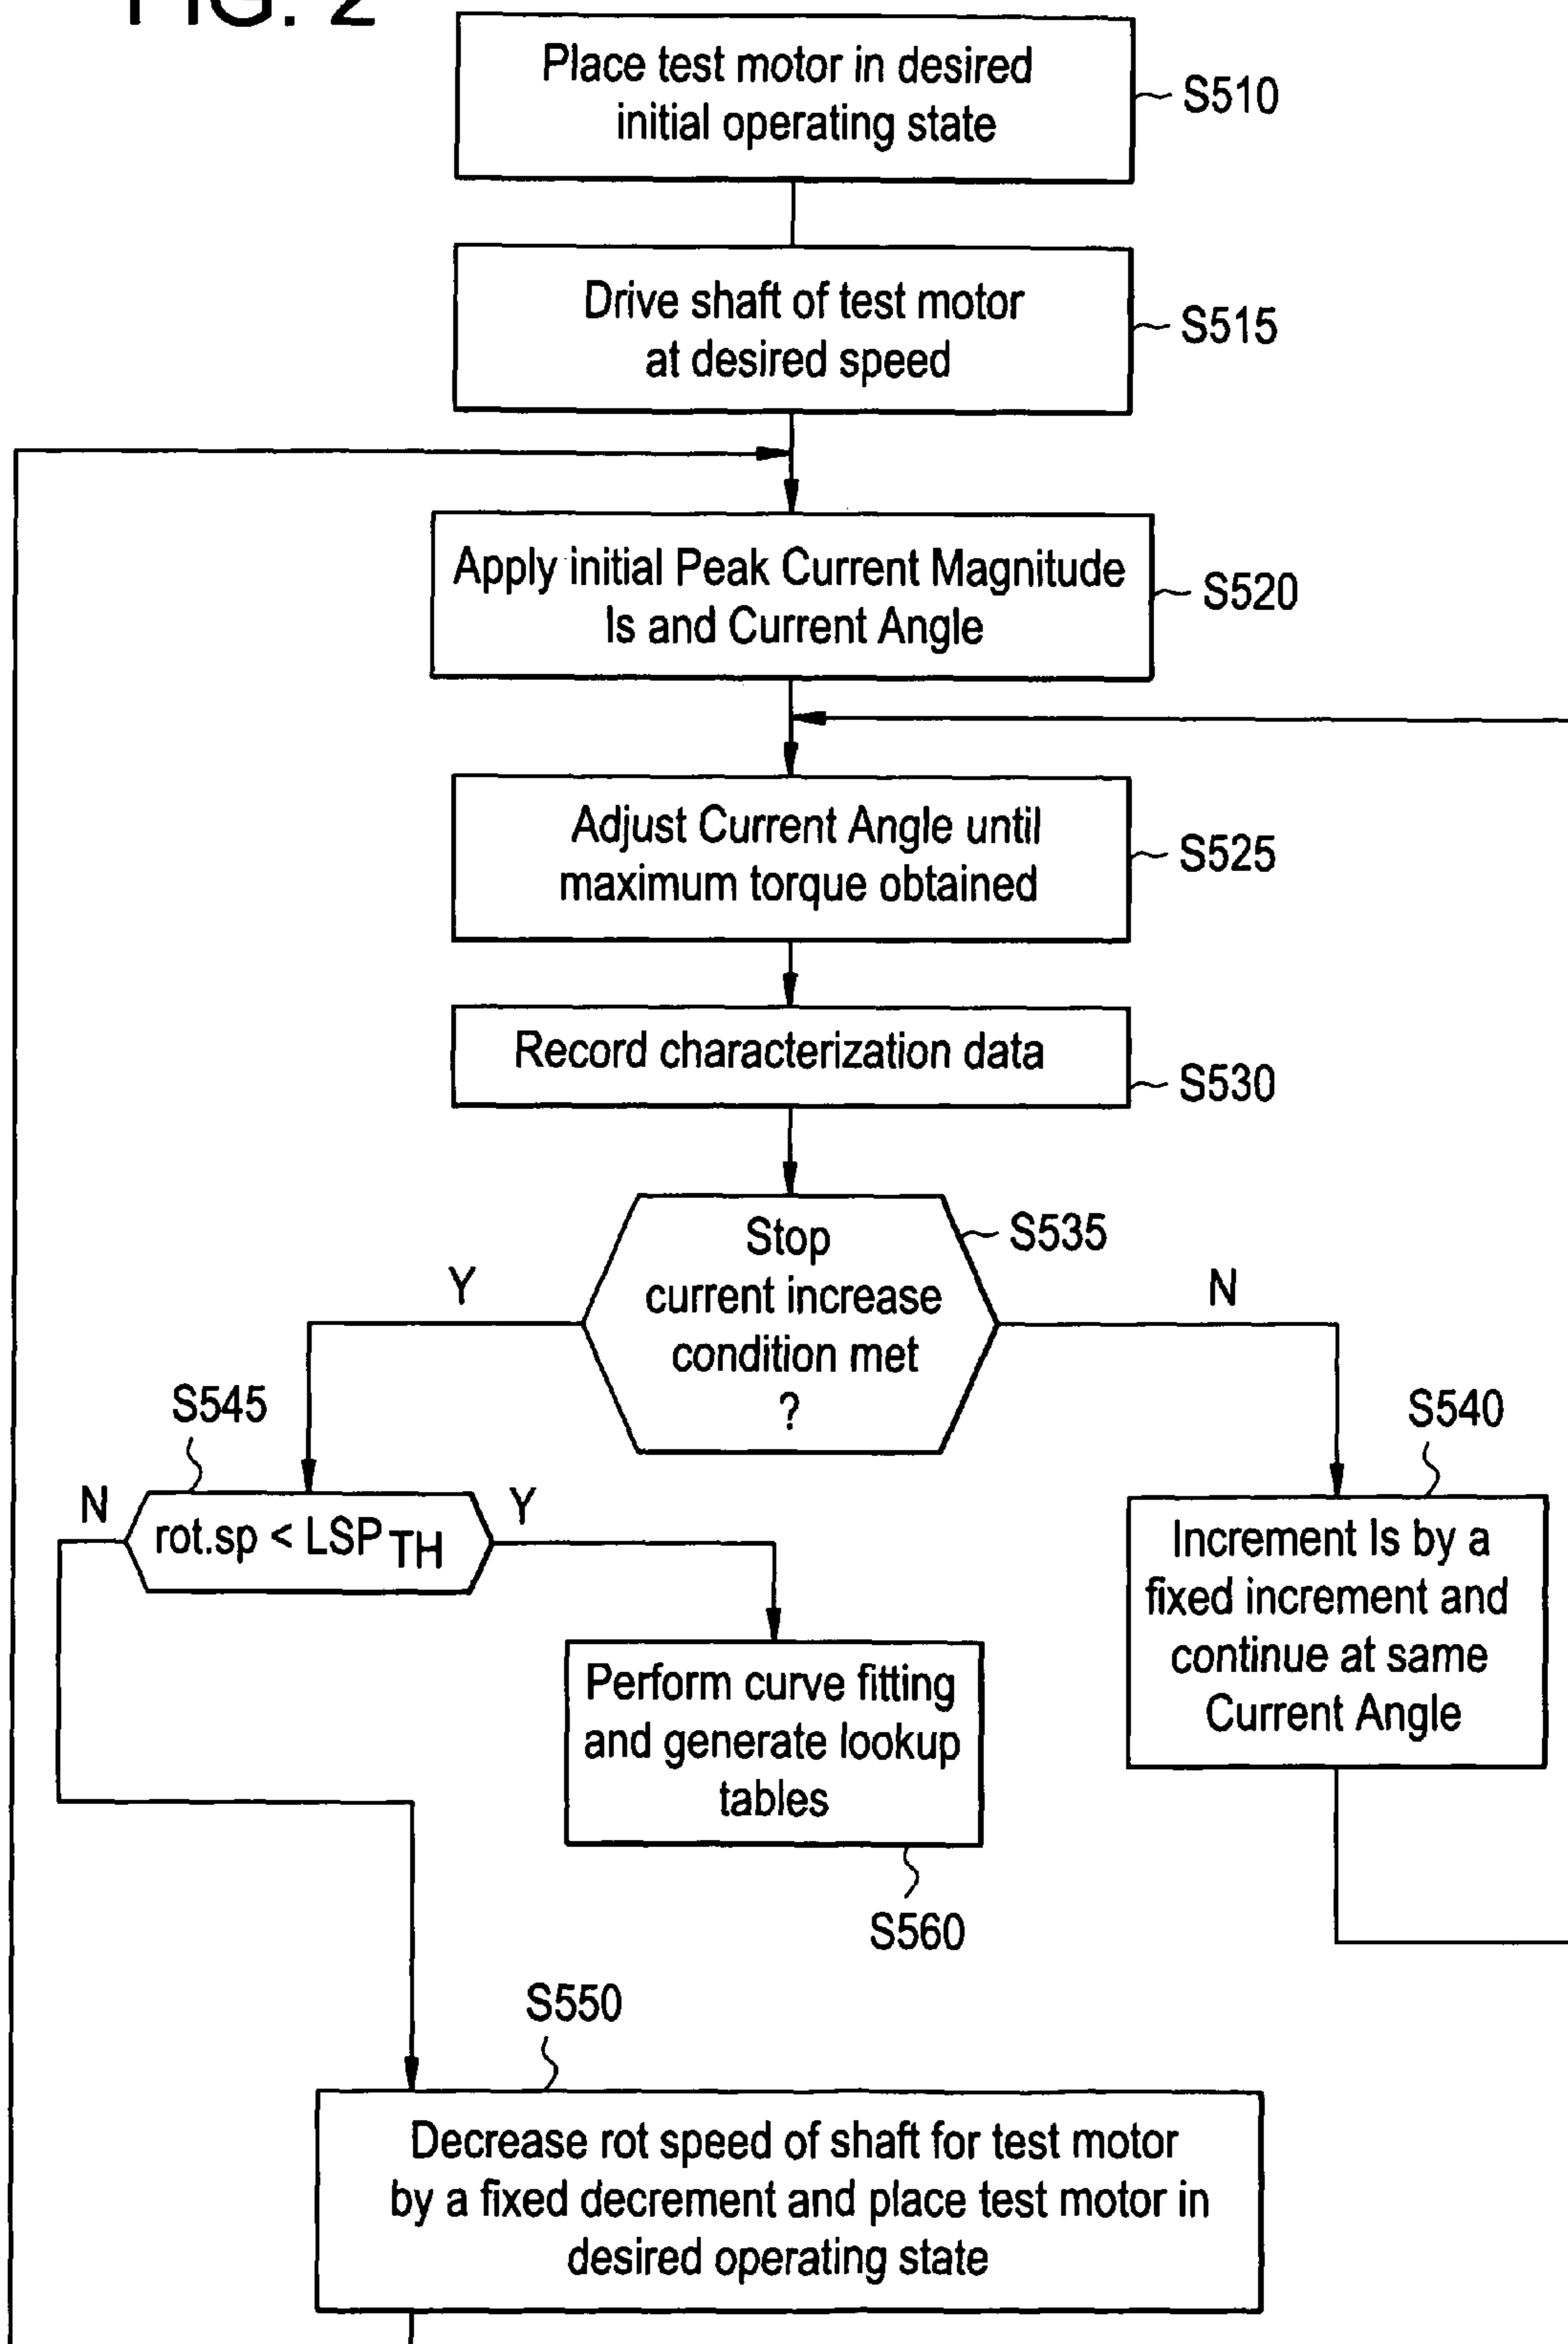 FIG. 2
Place test motor in desired
initial operating state
S510
Drive shaft of test motor
at desired speed
S515
Apply initial Peak Current Magnitude
Is and Current Angle
S520
Adjust Current Angle until
maximum torque obtained
S525
Record characterization data
S530
Stop
current increase
condition met
?
S535
Y
N
S545
S540
N
rot.sp < LSP TH
Y
Increment Is by a
fixed increment and
continue at same
Current Angle
Perform curve fitting
and generate lookup
tables
S560
S550
Decrease rot speed of shaft for test motor
by a fixed decrement and place test motor in
desired operating state